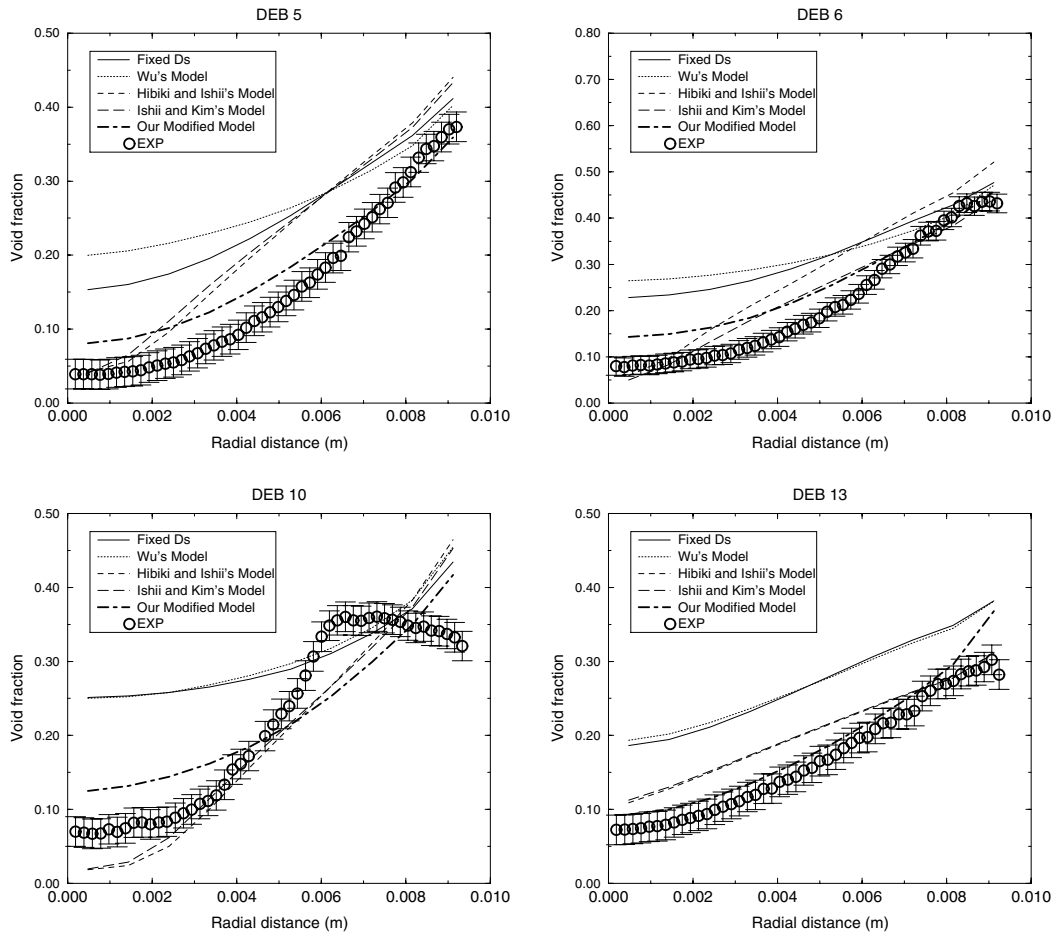 DEB 5
0.50
0.40
0.30
0.20
0.10
0.00
Void fraction
Fixed Ds
Wu's Model
Hibiki and Ishii's Model
Ishii and Kim's Model
Our Modified Model
EXP
0.000 0.002 0.004 0.006 0.008 0.010
Radial distance (m)
DEB 6
0.80
0.70
0.60
0.50
0.40
0.30
0.20
0.10
0.00
Void fraction
Fixed Ds
Wu's Model
Hibiki and Ishii's Model
Ishii and Kim's Model
Our Modified Model
EXP
0.000 0.002 0.004 0.006 0.008 0.010
Radial distance (m)
DEB 10
0.50
0.40
0.30
0.20
0.10
0.00
Void fraction
Fixed Ds
Wu's Model
Hibiki and Ishii's Model
Ishii and Kim's Model
Our Modified Model
EXP
0.000 0.002 0.004 0.006 0.008 0.010
Radial distance (m)
DEB 13
0.50
0.40
0.30
0.20
0.10
0.00
Void fraction
Fixed Ds
Wu's Model
Hibiki and Ishii's Model
Ishii and Kim's Model
Our Modified Model
EXP
0.000 0.002 0.004 0.006 0.008 0.010
Radial distance (m)